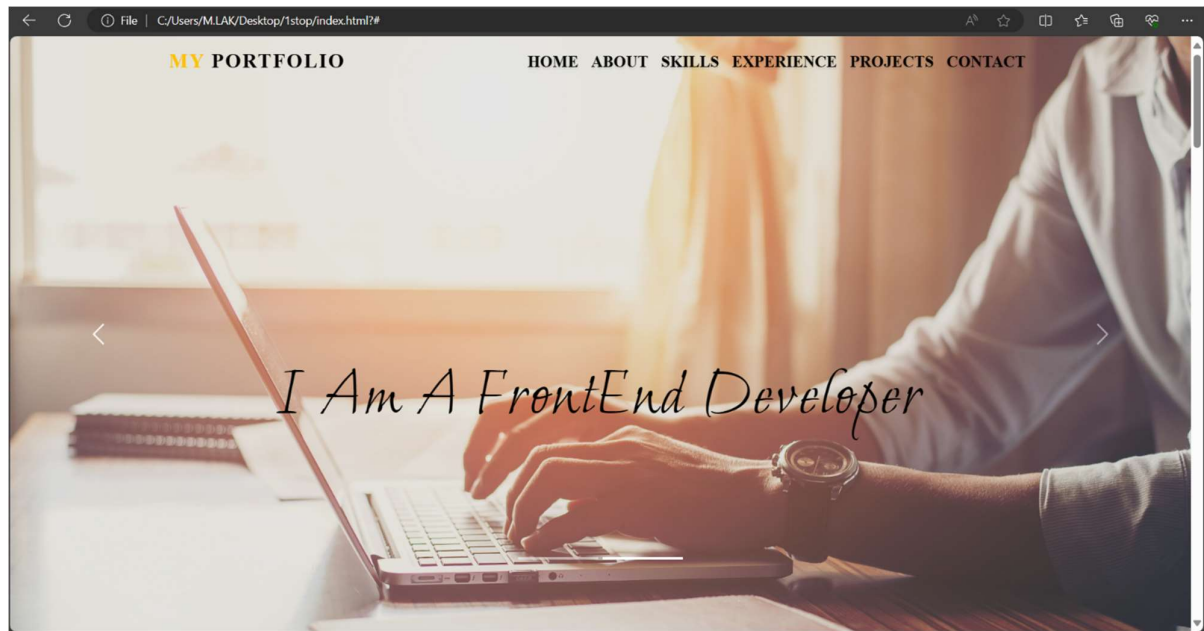 File C:/Users/M.LAK/Desktop/1stop/index.html?#
MY PORTFOLIO HOME ABOUT SKILLS EXPERIENCE PROJECTS CONTACT
I Am A FrontEnd Developer